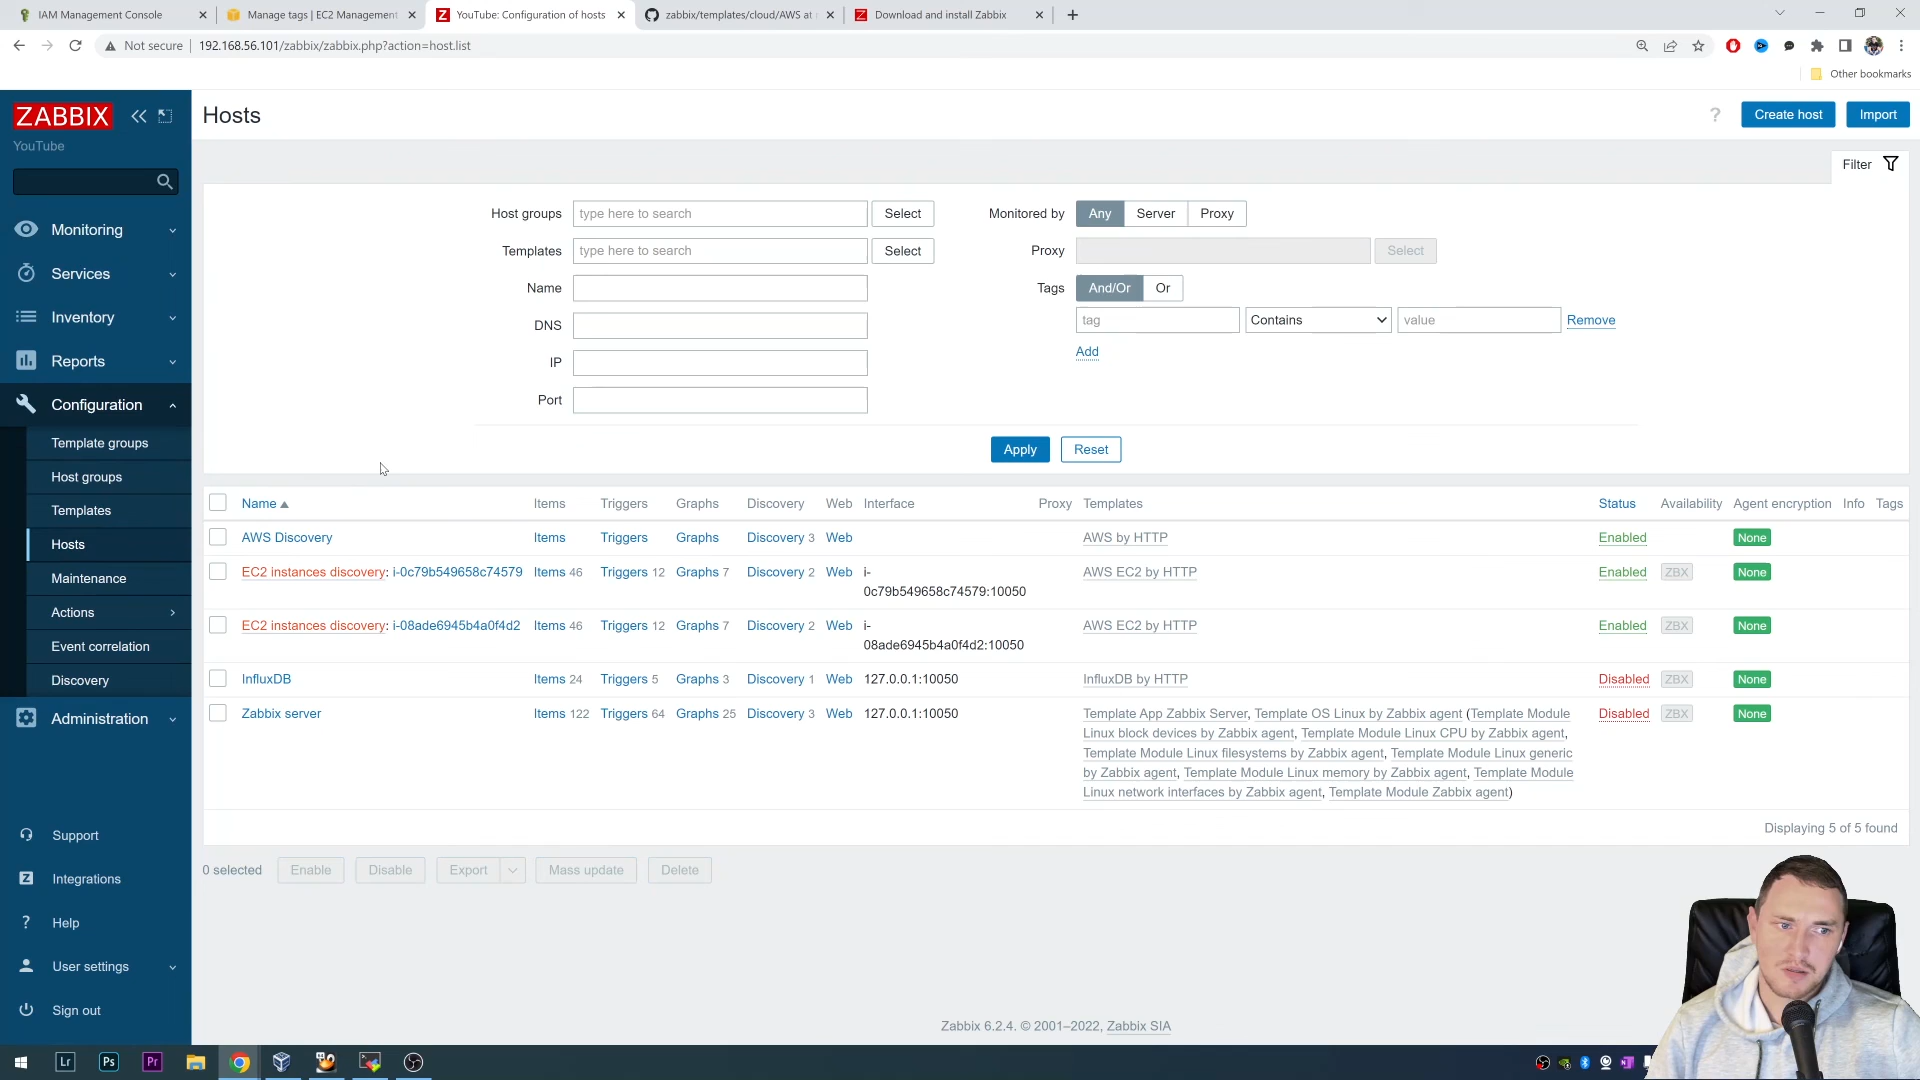 IAM Management Console
Manage tags | EC2 Management
YouTube: Configuration of hosts
zabbix/templates/cloud/AWS at
Download and install Zabbix
Not secure
192.168.56.101/zabbix/zabbix.php?action=host.list
Other bookmarks
ZABBIX
YouTube
Monitoring
Services
Inventory
Reports
Configuration
Template groups
Host groups
Templates
Hosts
Maintenance
Actions
Event correlation
Discovery
Administration
Support
Integrations
Help
User settings
Sign out
Hosts
? Create host Import
Filter
Host groups type here to search Select
Templates type here to search Select
Name
DNS
IP
Port
Monitored by Any Server Proxy
Proxy Select
Tags And/Or Or
tag Contains value Remove
Add
Apply Reset
Name Items Triggers Graphs Discovery Web Interface Proxy Templates Status Availability Agent encryption Info Tags
AWS Discovery Items Triggers Graphs Discovery 3 Web AWS by HTTP Enabled None
EC2 instances discovery: i-0c79b549658c74579 Items 46 Triggers 12 Graphs 7 Discovery 2 Web i- AWS EC2 by HTTP Enabled ZBX None
0c79b549658c74579:10050
EC2 instances discovery: i-08ade6945b4a0f4d2 Items 46 Triggers 12 Graphs 7 Discovery 2 Web i- AWS EC2 by HTTP Enabled ZBX None
08ade6945b4a0f4d2:10050
InfluxDB Items 24 Triggers 5 Graphs 3 Discovery 1 Web 127.0.0.1:10050 InfluxDB by HTTP Disabled ZBX None
Zabbix server Items 122 Triggers 64 Graphs 25 Discovery 3 Web 127.0.0.1:10050 Template App Zabbix Server, Template OS Linux by Zabbix agent (Template Module Disabled ZBX None
Linux block devices by Zabbix agent, Template Module Linux CPU by Zabbix agent,
Template Module Linux filesystems by Zabbix agent, Template Module Linux generic
by Zabbix agent, Template Module Linux memory by Zabbix agent, Template Module
Linux network interfaces by Zabbix agent, Template Module Zabbix agent)
Displaying 5 of 5 found
0 selected Enable Disable Export Mass update Delete
Zabbix 6.2.4. © 2001–2022, Zabbix SIA
Lr Ps Pr